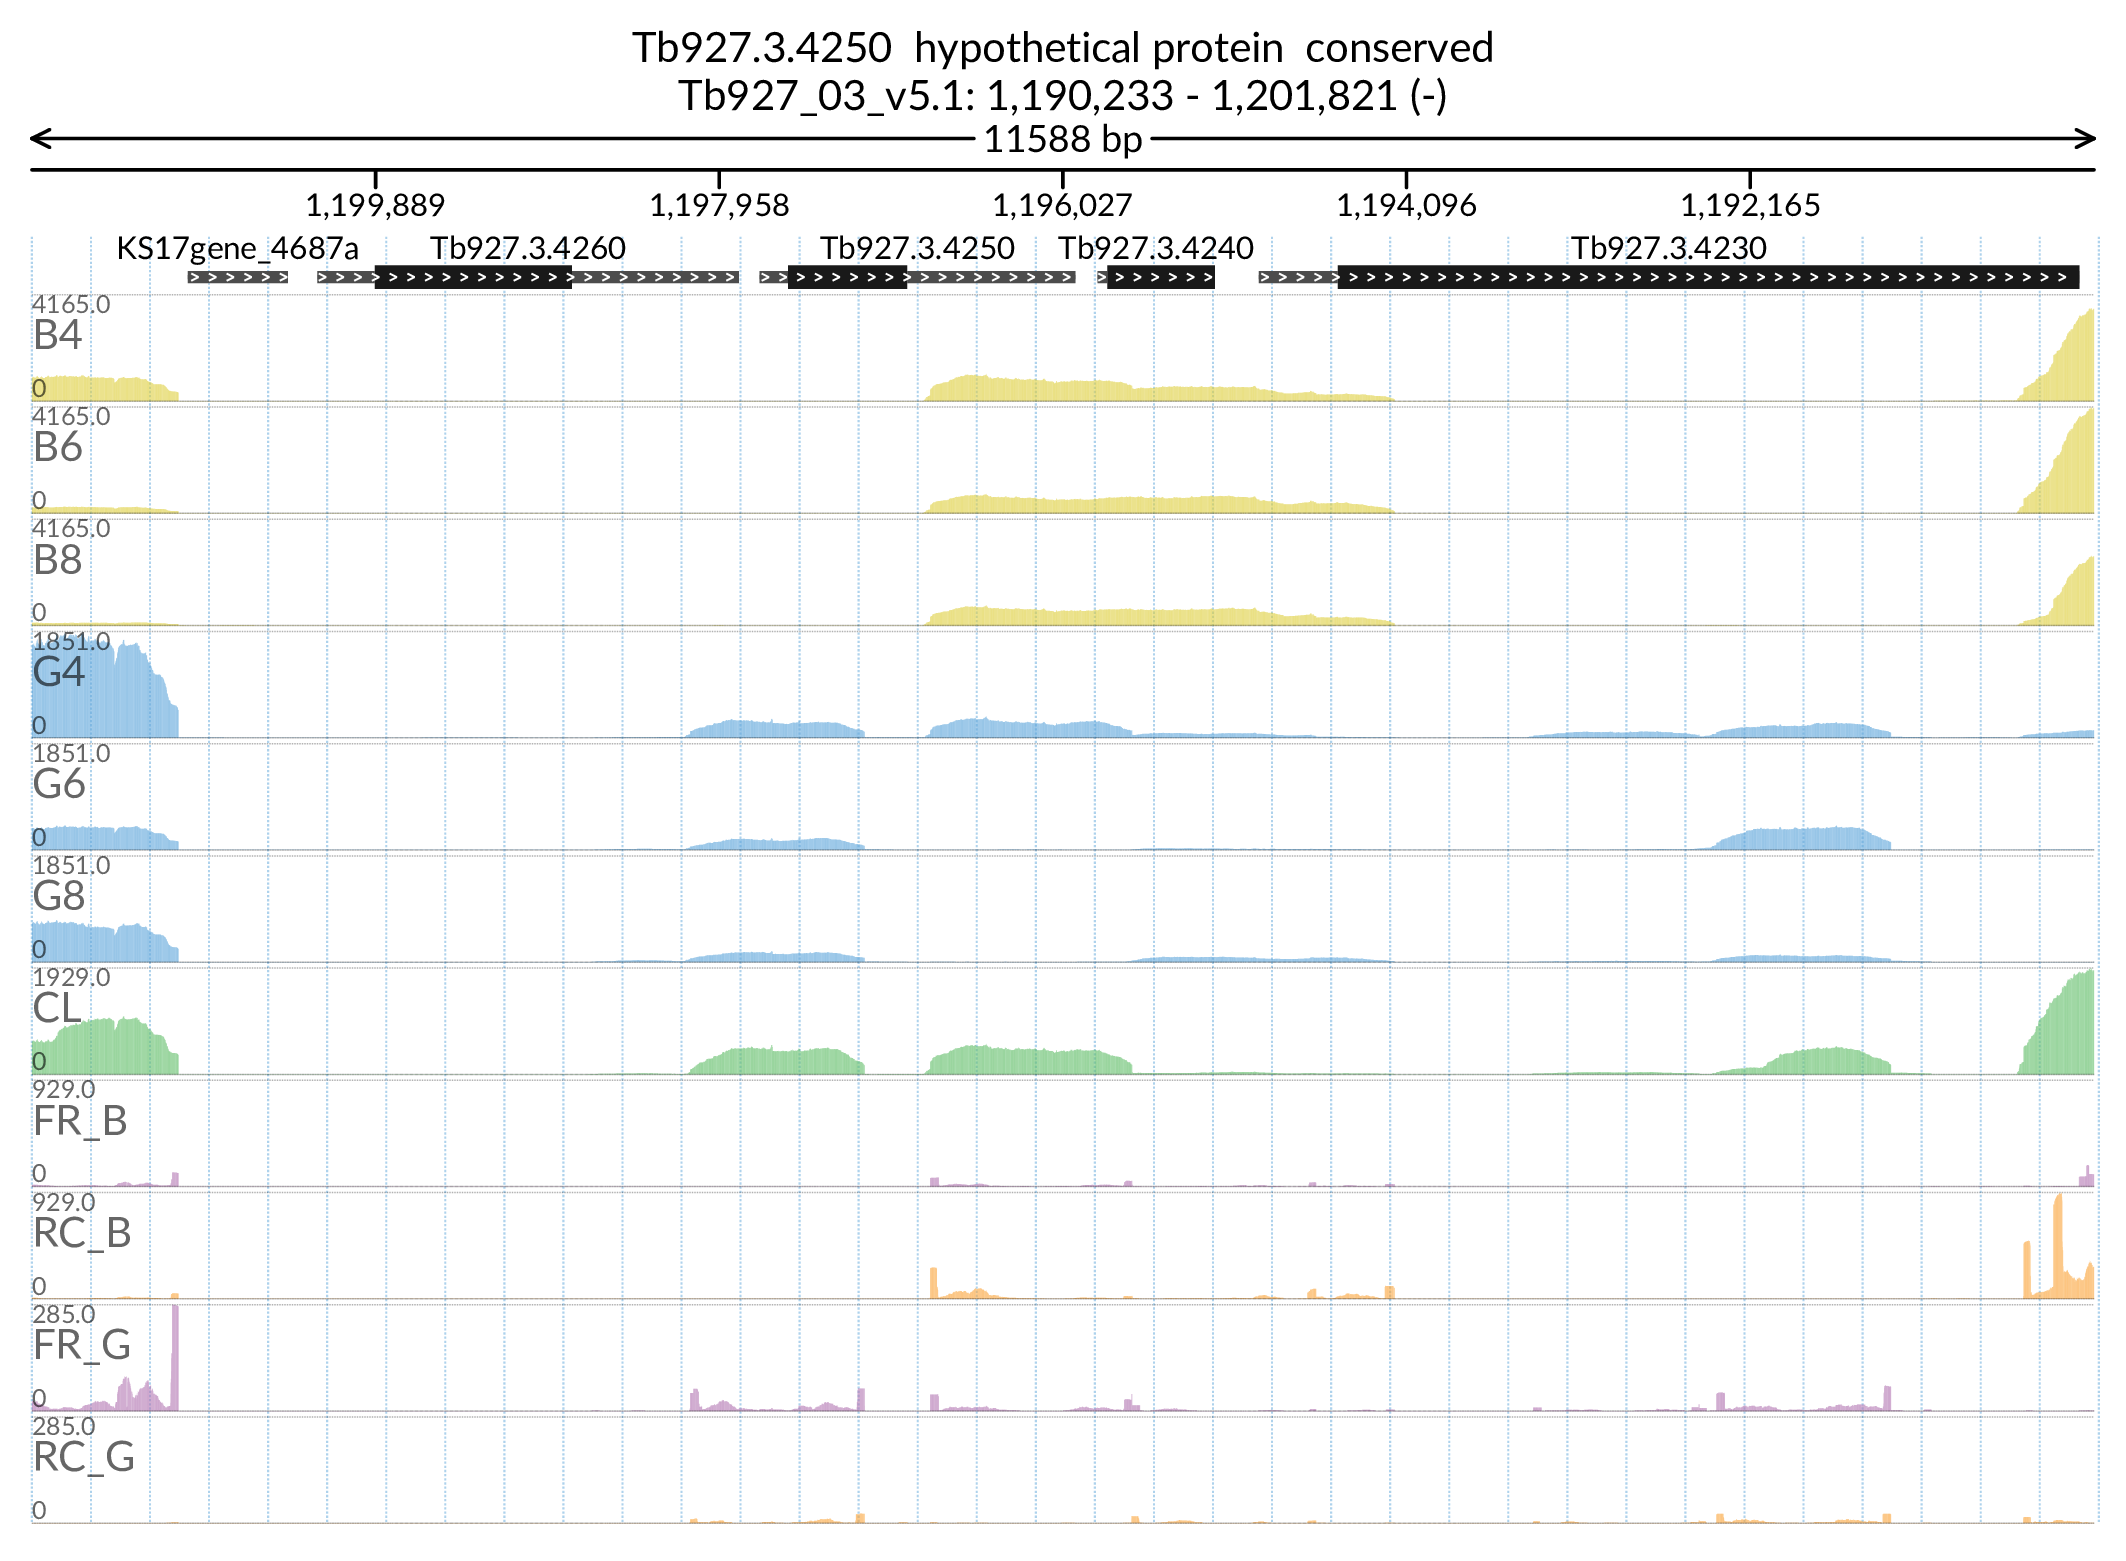 Tb927.3.4250  hypothetical protein  conserved
Tb927_03_v5.1: 1,190,233 - 1,201,821 (-)
11588 bp
1,199,889 1,197,958 1,196,027 1,194,096 1,192,165
KS17gene_4687a Tb927.3.4260 Tb927.3.4250 Tb927.3.4240 Tb927.3.4230
4165.0
B4
0
4165.0
B6
0
4165.0
B8
0
1851.0
G4
0
1851.0
G6
0
1851.0
G8
0
1929.0
CL
0
929.0
FR_B
0
929.0
RC_B
0
285.0
FR_G
0
285.0
RC_G
0